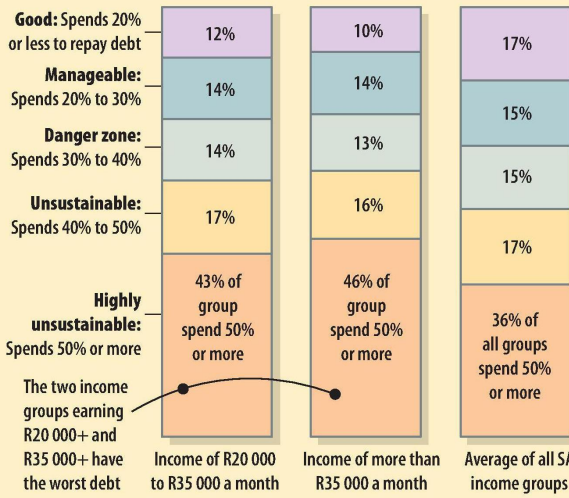 Good: Spends 20%
or less to repay debt
Manageable:
Spends 20% to 30%
Danger zone:
Spends 30% to 40%
Unsustainable:
Spends 40% to 50%
Highly
unsustainable:
Spends 50% or more
The two income
groups earning
R20 000+ and
R35 000+ have
the worst debt
12%
14%
14%
17%
43% of
group
spend 50%
or more
Income of R20 000
to R35 000 a month
10%
14%
13%
16%
46% of
group
spend 50%
or more
Income of more than
R35 000 a month
17%
15%
15%
17%
36% of
all groups
spend 50%
or more
Average of all SA
income groups